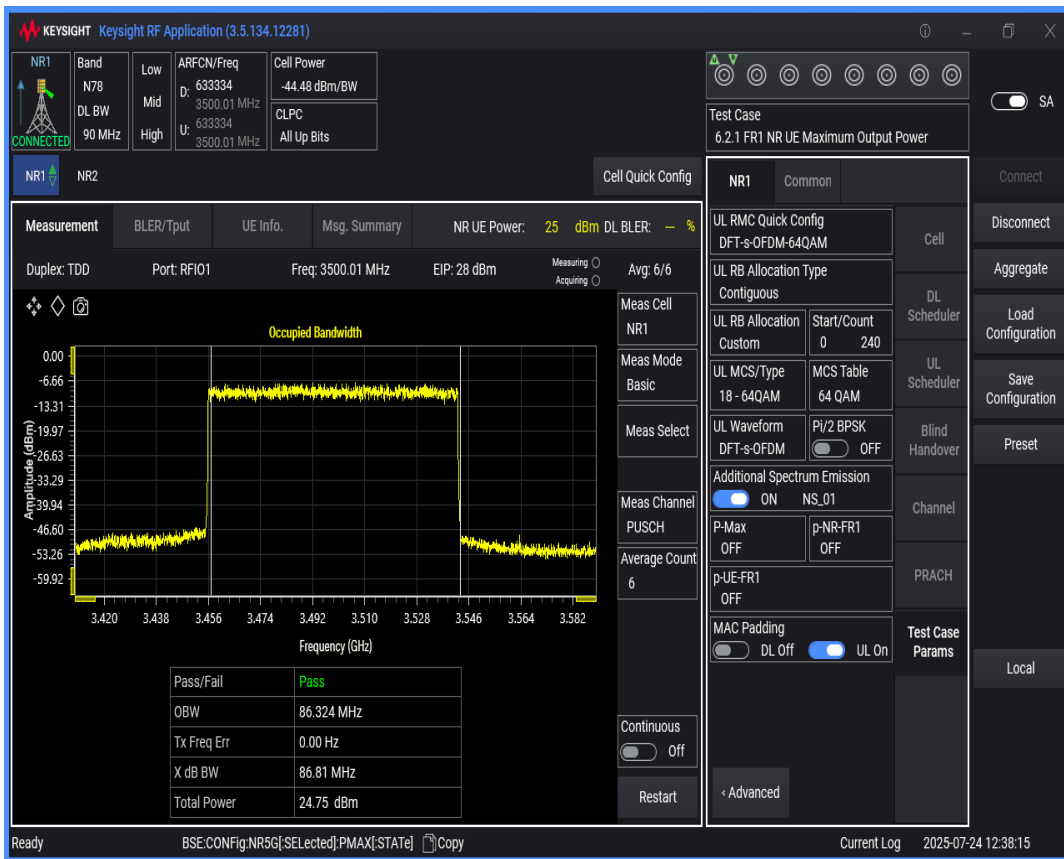 KEYSIGHT Keysight RF Application (3.5.134.12281)
NR1
CONNECTED
Band
N78
DL BW
90 MHz
Low
Mid
High
ARFCN/Freq
D: 633334
3500.01 MHz
U: 633334
3500.01 MHz
Cell Power
-44.48 dBm/BW
CLPC
All Up Bits
Test Case
6.2.1 FR1 NR UE Maximum Output Power
SA
NR1 NR2
Cell Quick Config
Measurement BLER/Tput UE Info. Msg. Summary NR UE Power: 25 dBm DL BLER: — %
Duplex: TDD Port: RFIO1 Freq: 3500.01 MHz EIP: 28 dBm Measuring Avg: 6/6
Acquiring
Occupied Bandwidth
Amplitude (dBm)
0.00
-6.66
-13.31
-19.97
-26.63
-33.29
-39.94
-46.60
-53.26
-59.92
3.420 3.438 3.456 3.474 3.492 3.510 3.528 3.546 3.564 3.582
Frequency (GHz)
Pass/Fail Pass
OBW 86.324 MHz
Tx Freq Err 0.00 Hz
X dB BW 86.81 MHz
Total Power 24.75 dBm
Meas Cell
NR1
Meas Mode
Basic
Meas Select
Meas Channel
PUSCH
Average Count
6
Continuous
Off
Restart
NR1 Common
UL RMC Quick Config
DFT-s-OFDM-64QAM
UL RB Allocation Type
Contiguous
UL RB Allocation Start/Count
Custom 0 240
UL MCS/Type MCS Table
18 - 64QAM 64 QAM
UL Waveform Pi/2 BPSK
DFT-s-OFDM OFF
Additional Spectrum Emission
ON NS_01
P-Max p-NR-FR1
OFF OFF
p-UE-FR1
OFF
MAC Padding
DL Off UL On
‹ Advanced
Cell
DL
Scheduler
UL
Scheduler
Blind
Handover
Channel
PRACH
Test Case
Params
Connect
Disconnect
Aggregate
Load
Configuration
Save
Configuration
Preset
Local
Ready BSE:CONFig:NR5G[:SELected]:PMAX[:STATe] Copy Current Log 2025-07-24 12:38:15